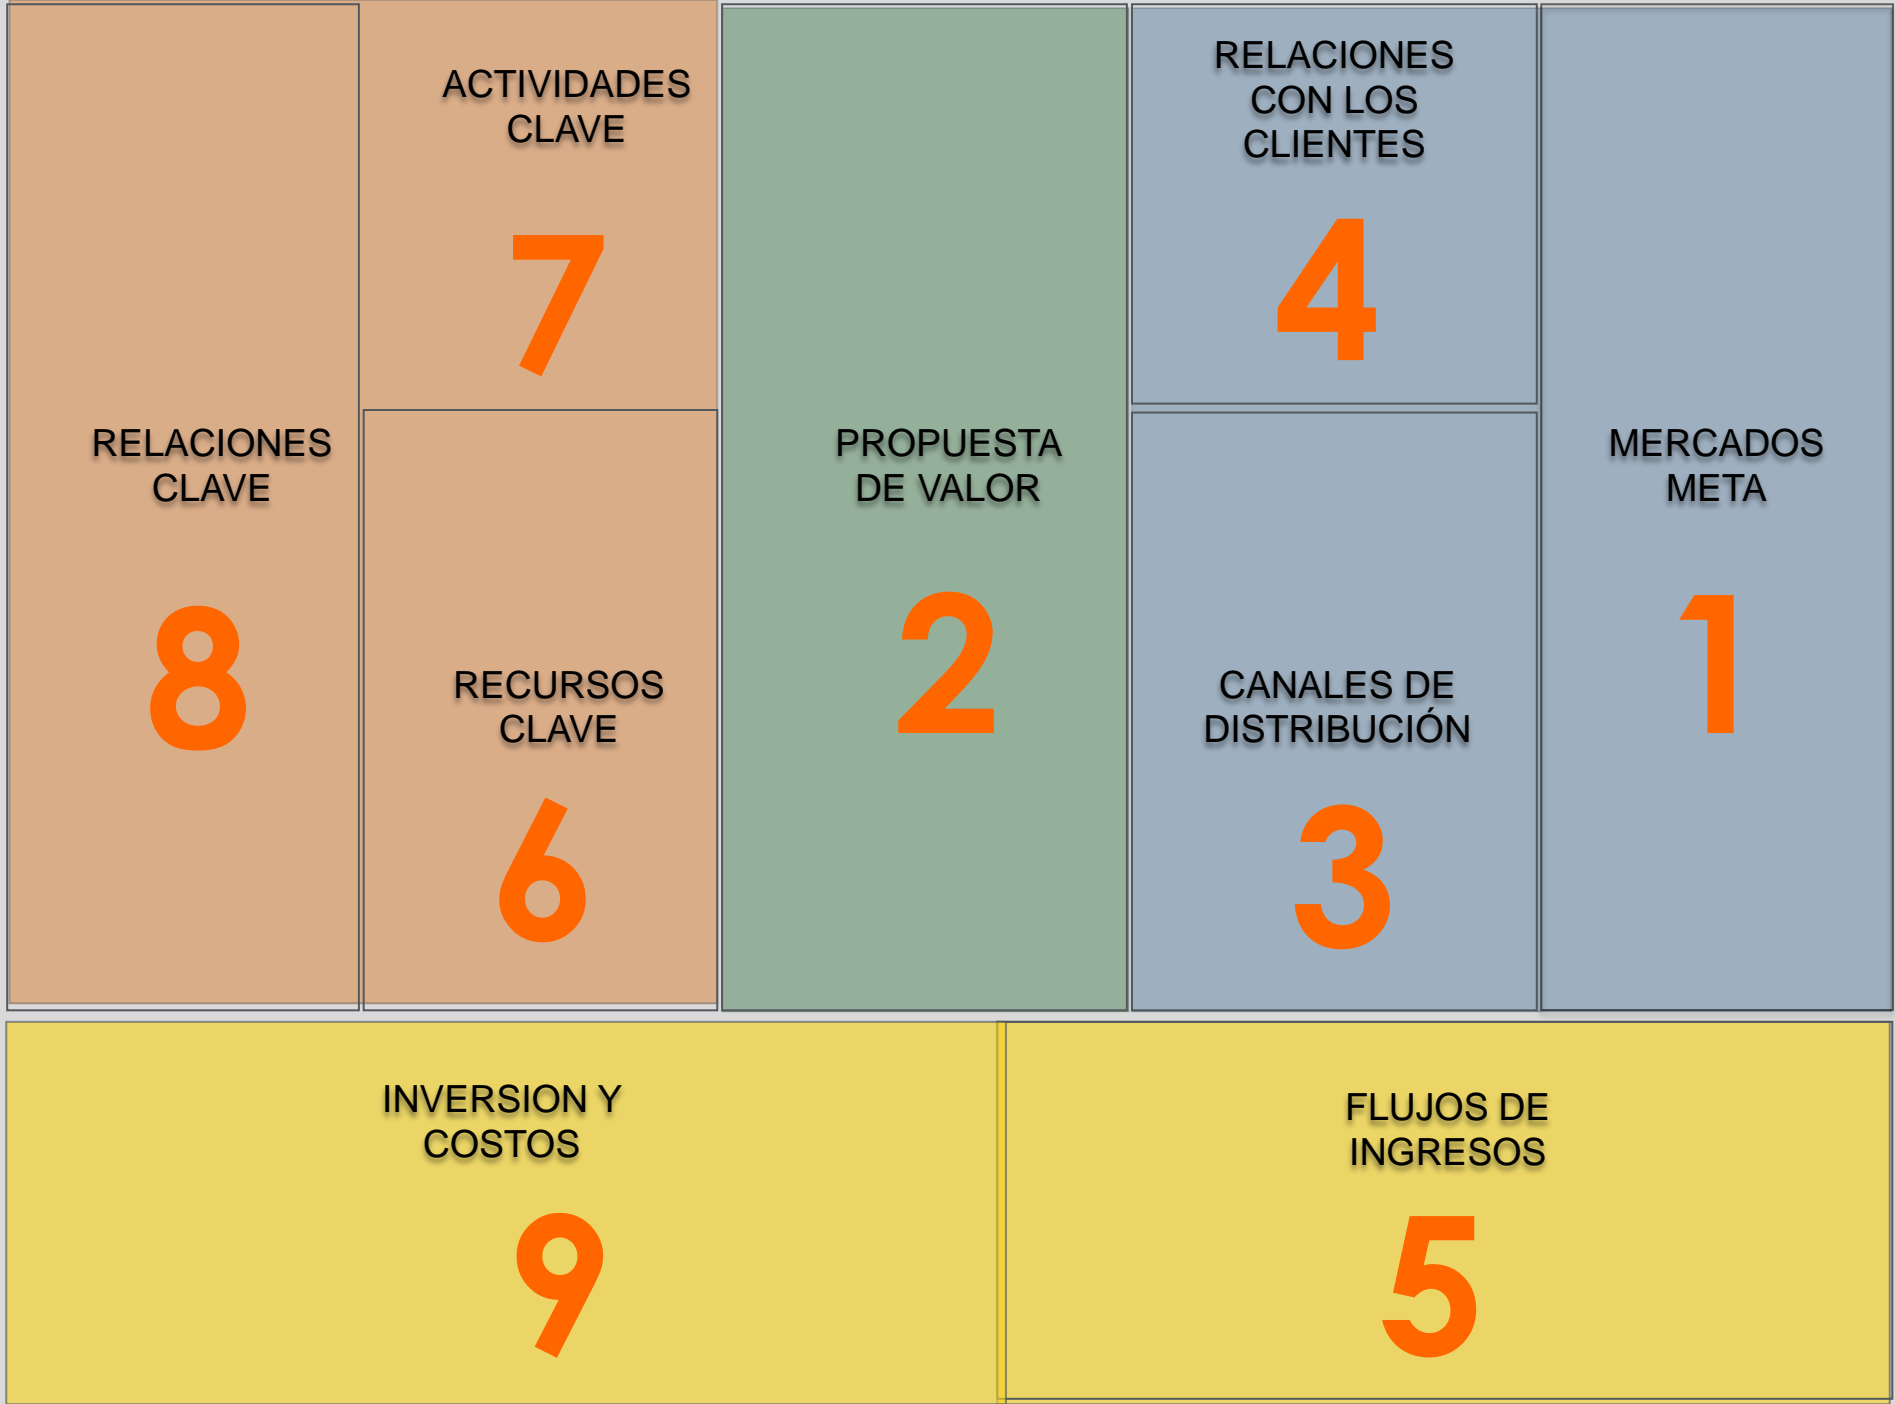 ACTIVIDADES
CLAVE
7
RELACIONES
CON LOS
CLIENTES
4
RELACIONES
CLAVE
8
PROPUESTA
DE VALOR
2
MERCADOS
META
1
RECURSOS
CLAVE
6
CANALES DE
DISTRIBUCIÓN
3
INVERSION Y
COSTOS
9
FLUJOS DE
INGRESOS
5